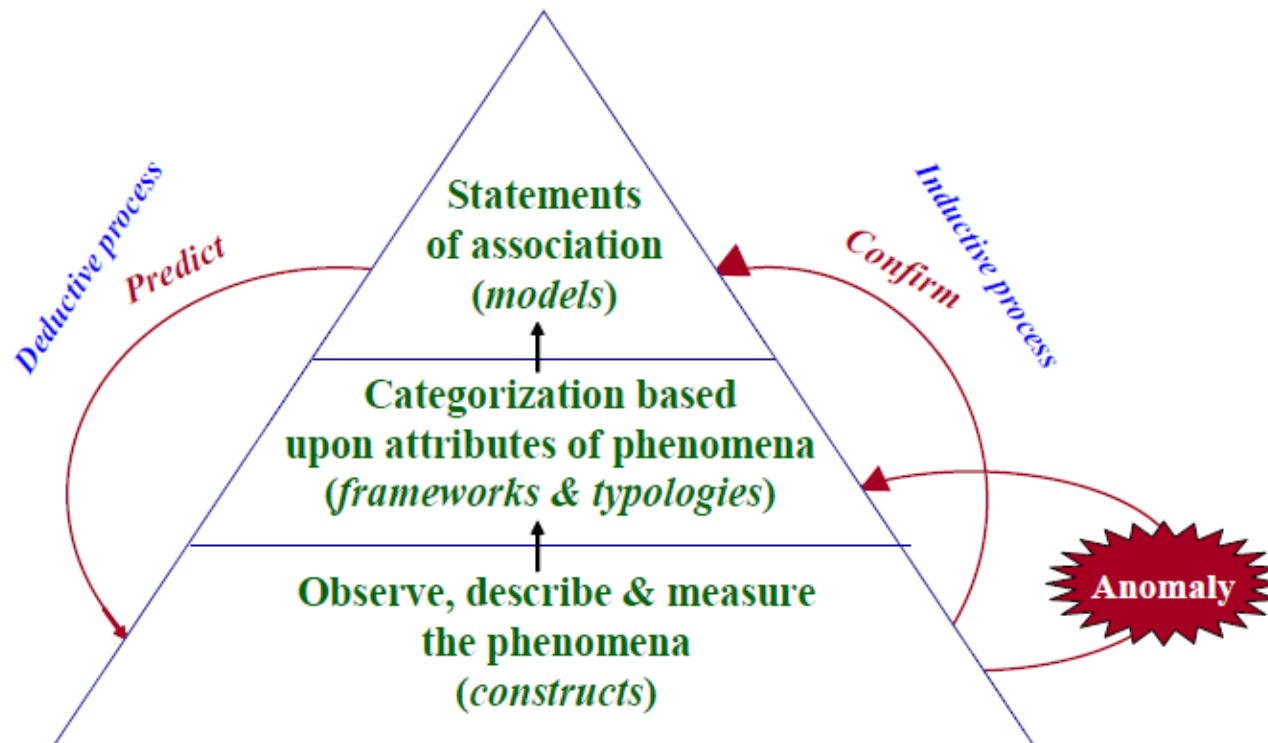 Deductive process
Predict
Statements
of association
(models)
Confirm
Inductive process
Categorization based
upon attributes of phenomena
(frameworks & typologies)
Anomaly
Observe, describe & measure
the phenomena
(constructs)